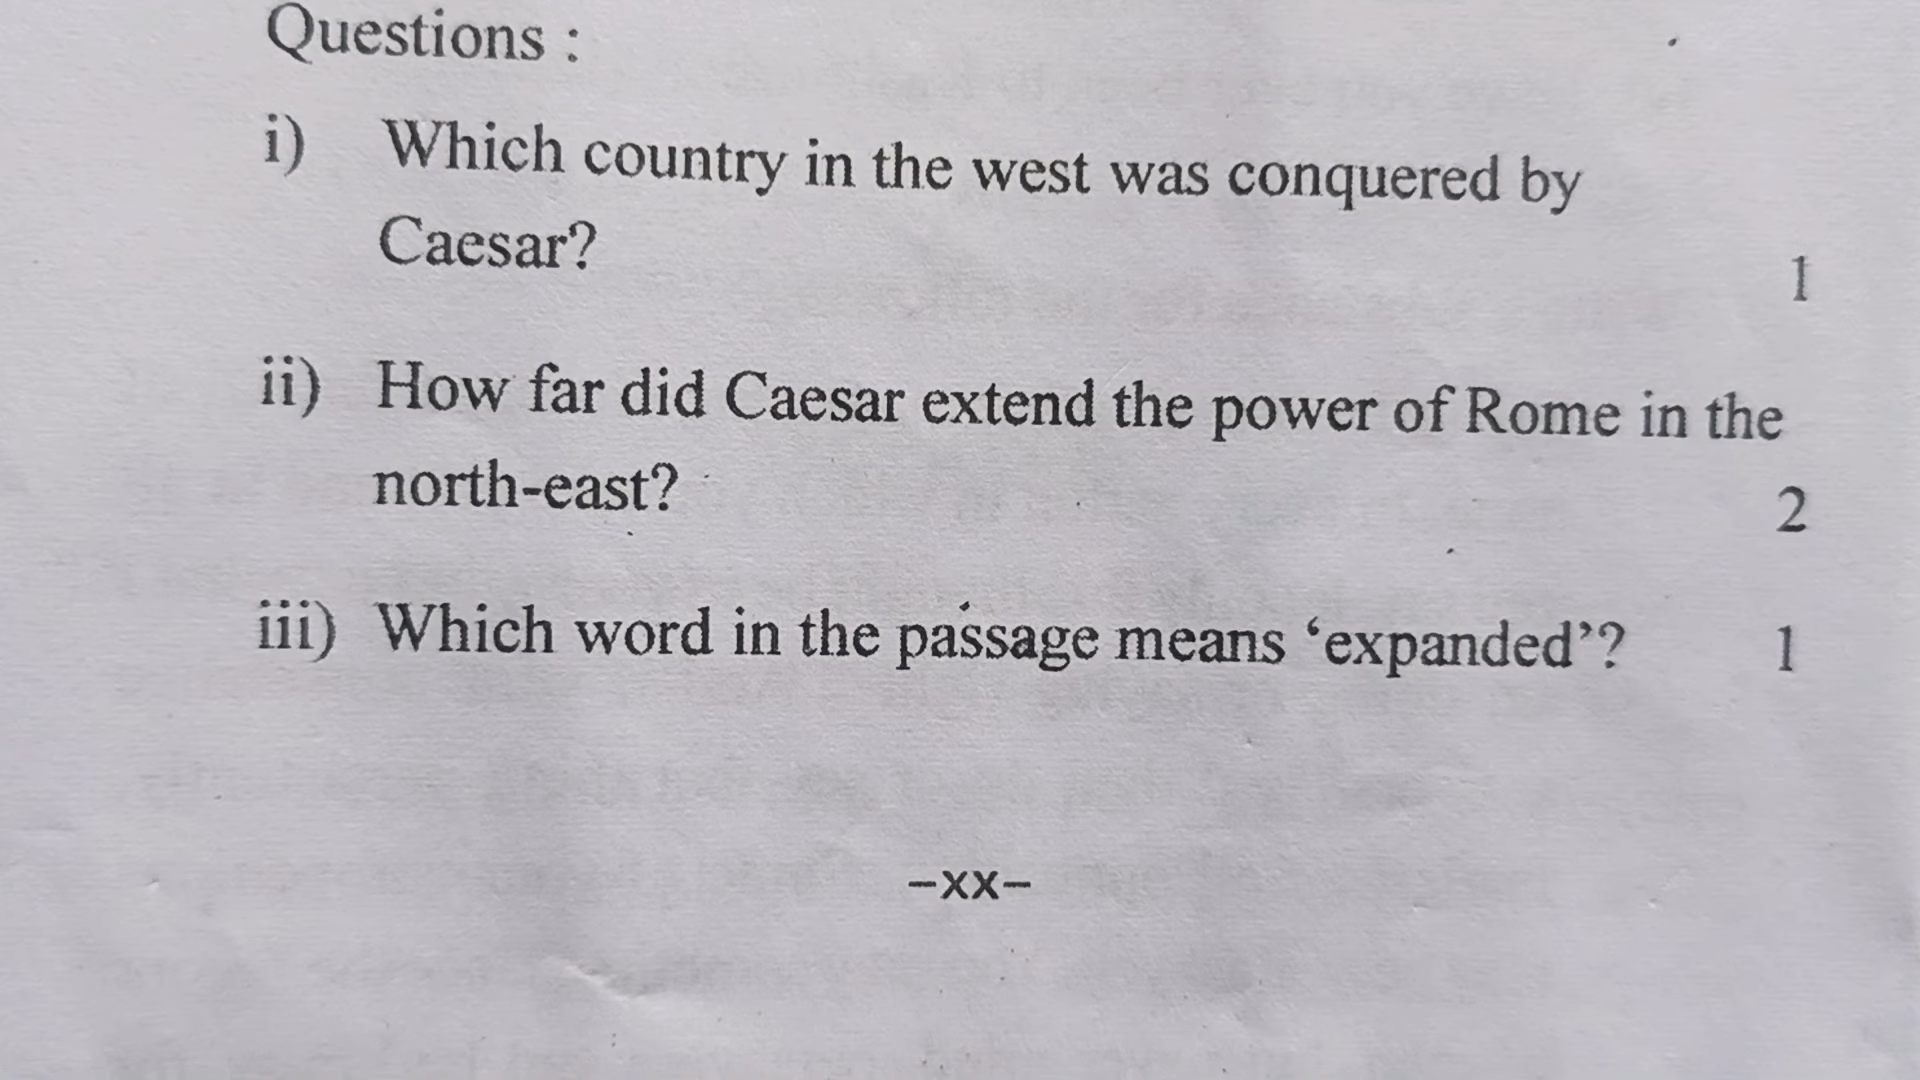 Questions :
i) Which country in the west was conquered by
Caesar?
1
ii) How far did Caesar extend the power of Rome in the
north-east?
2
iii) Which word in the passage means ‘expanded’? 1
–xx–